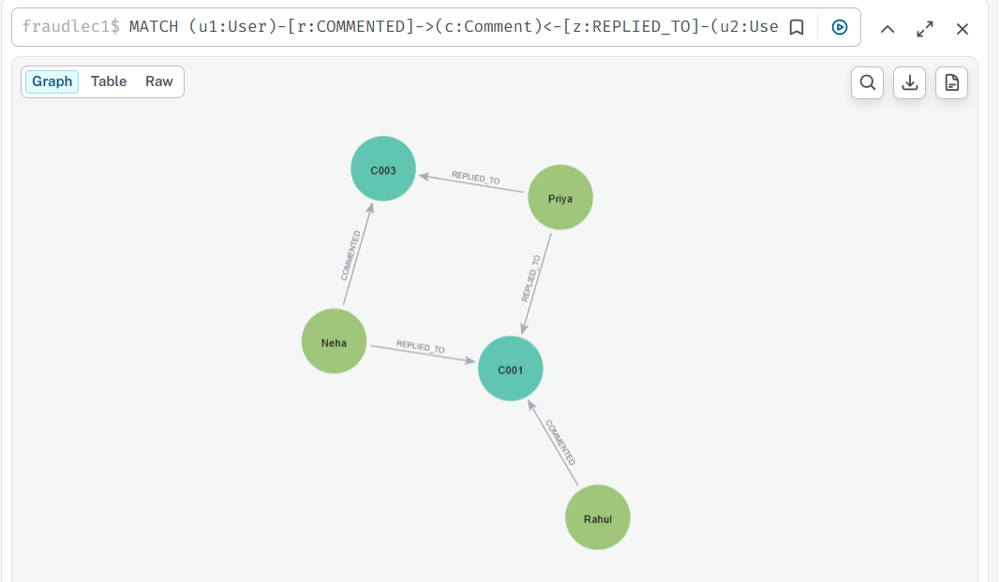 fraudlec1$ MATCH (u1:User)-[r:COMMENTED]->(c:Comment)<-[z:REPLIED_TO]-(u2:Use
Graph Table Raw
C003
REPLIED_TO
Priya
COMMENTED
REPLIED_TO
Neha
REPLIED_TO
C001
COMMENTED
Rahul